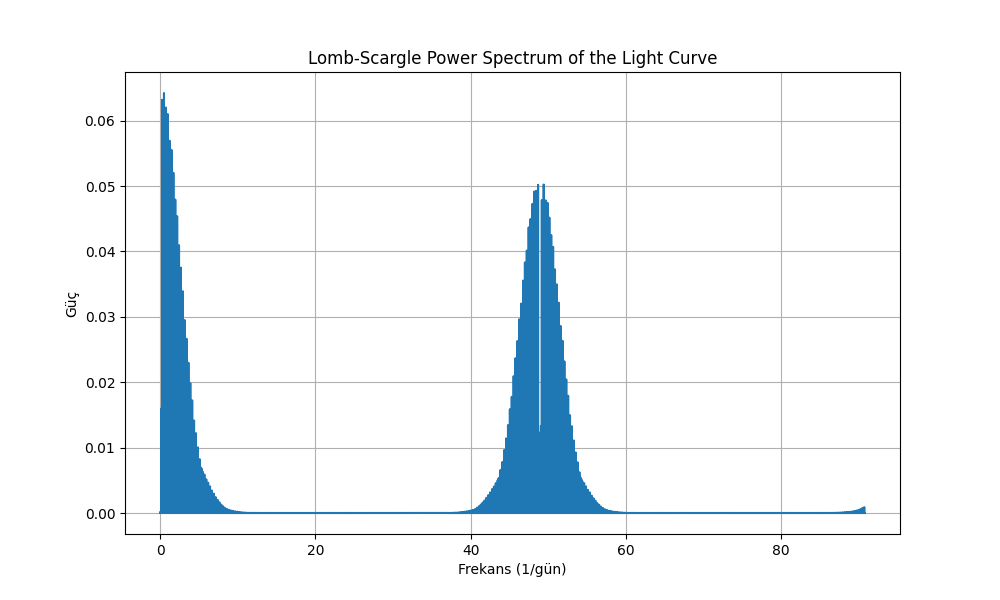 Lomb-Scargle Power Spectrum of the Light Curve
Güç
0.06
0.05
0.04
0.03
0.02
0.01
0.00
0 20 40 60 80
Frekans (1/gün)